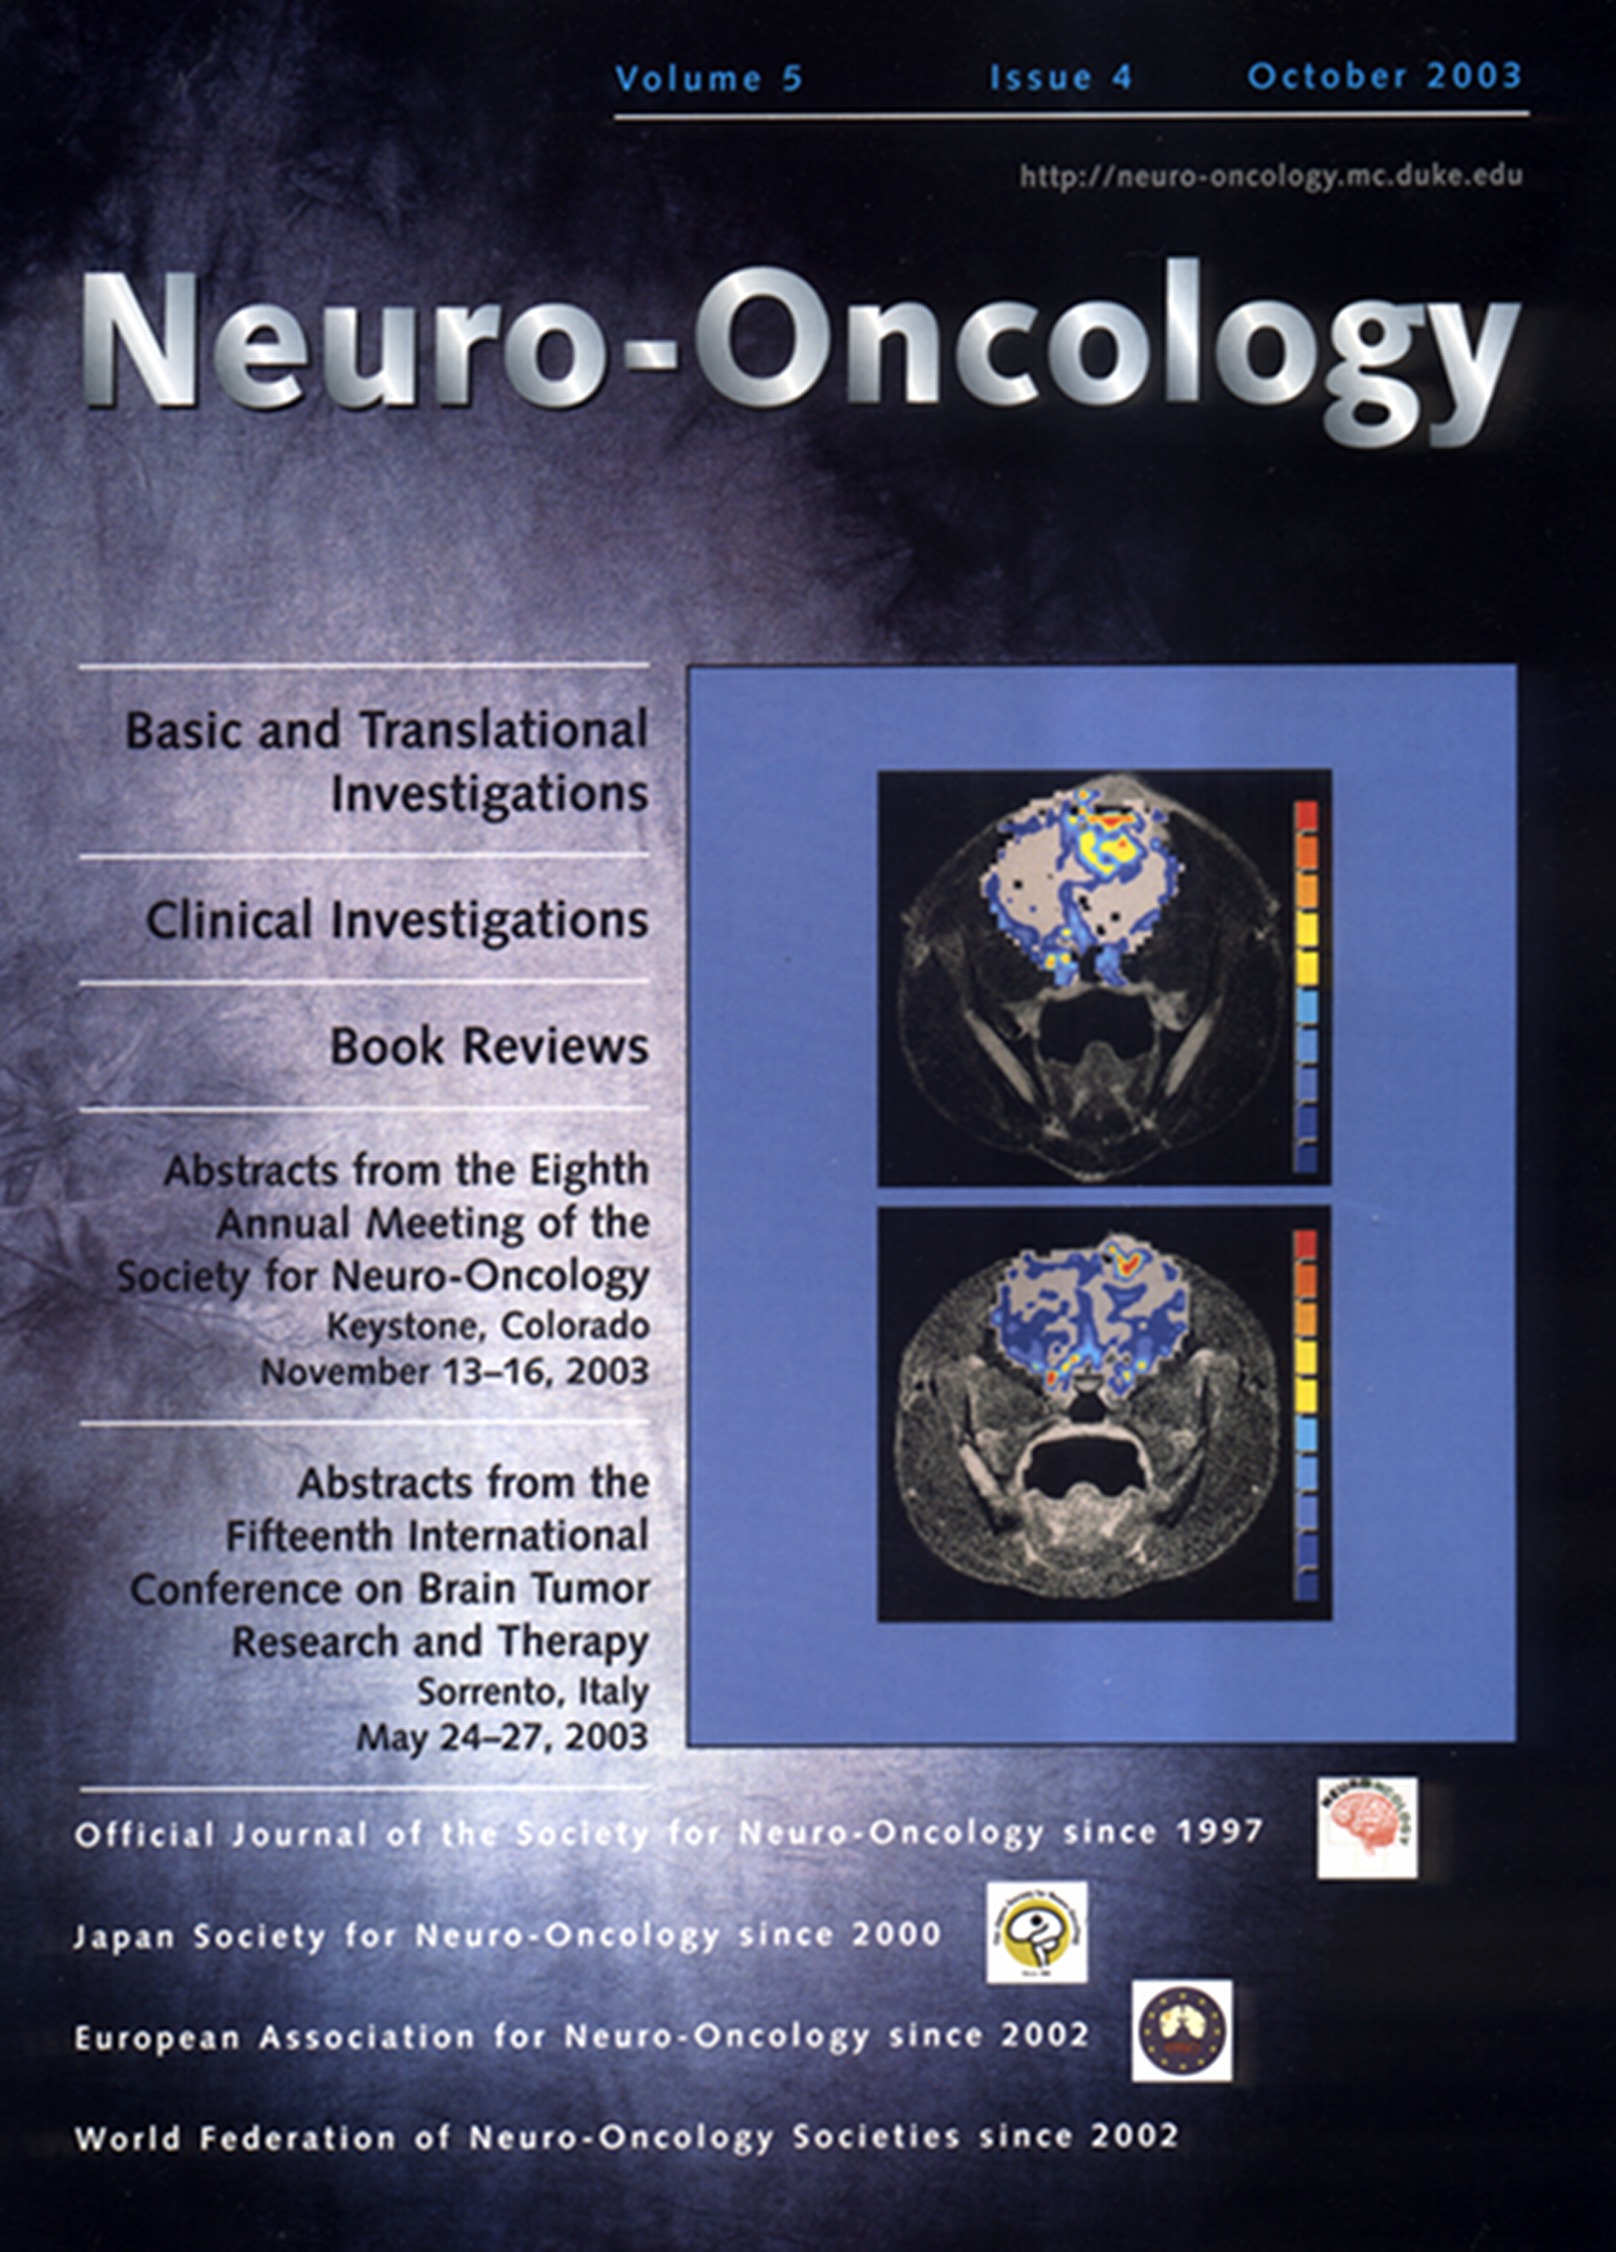 Volume 5 Issue 4 October 2003
http://neuro-oncology.mc.duke.edu
Neuro-Oncology
Basic and Translational
Investigations
Clinical Investigations
Book Reviews
Abstracts from the Eighth
Annual Meeting of the
Society for Neuro-Oncology
Keystone, Colorado
November 13–16, 2003
Abstracts from the
Fifteenth International
Conference on Brain Tumor
Research and Therapy
Sorrento, Italy
May 24–27, 2003
Official Journal of the Society for Neuro-Oncology since 1997
NEURO-ONCOLOGY
Japan Society for Neuro-Oncology since 2000
European Association for Neuro-Oncology since 2002
World Federation of Neuro-Oncology Societies since 2002